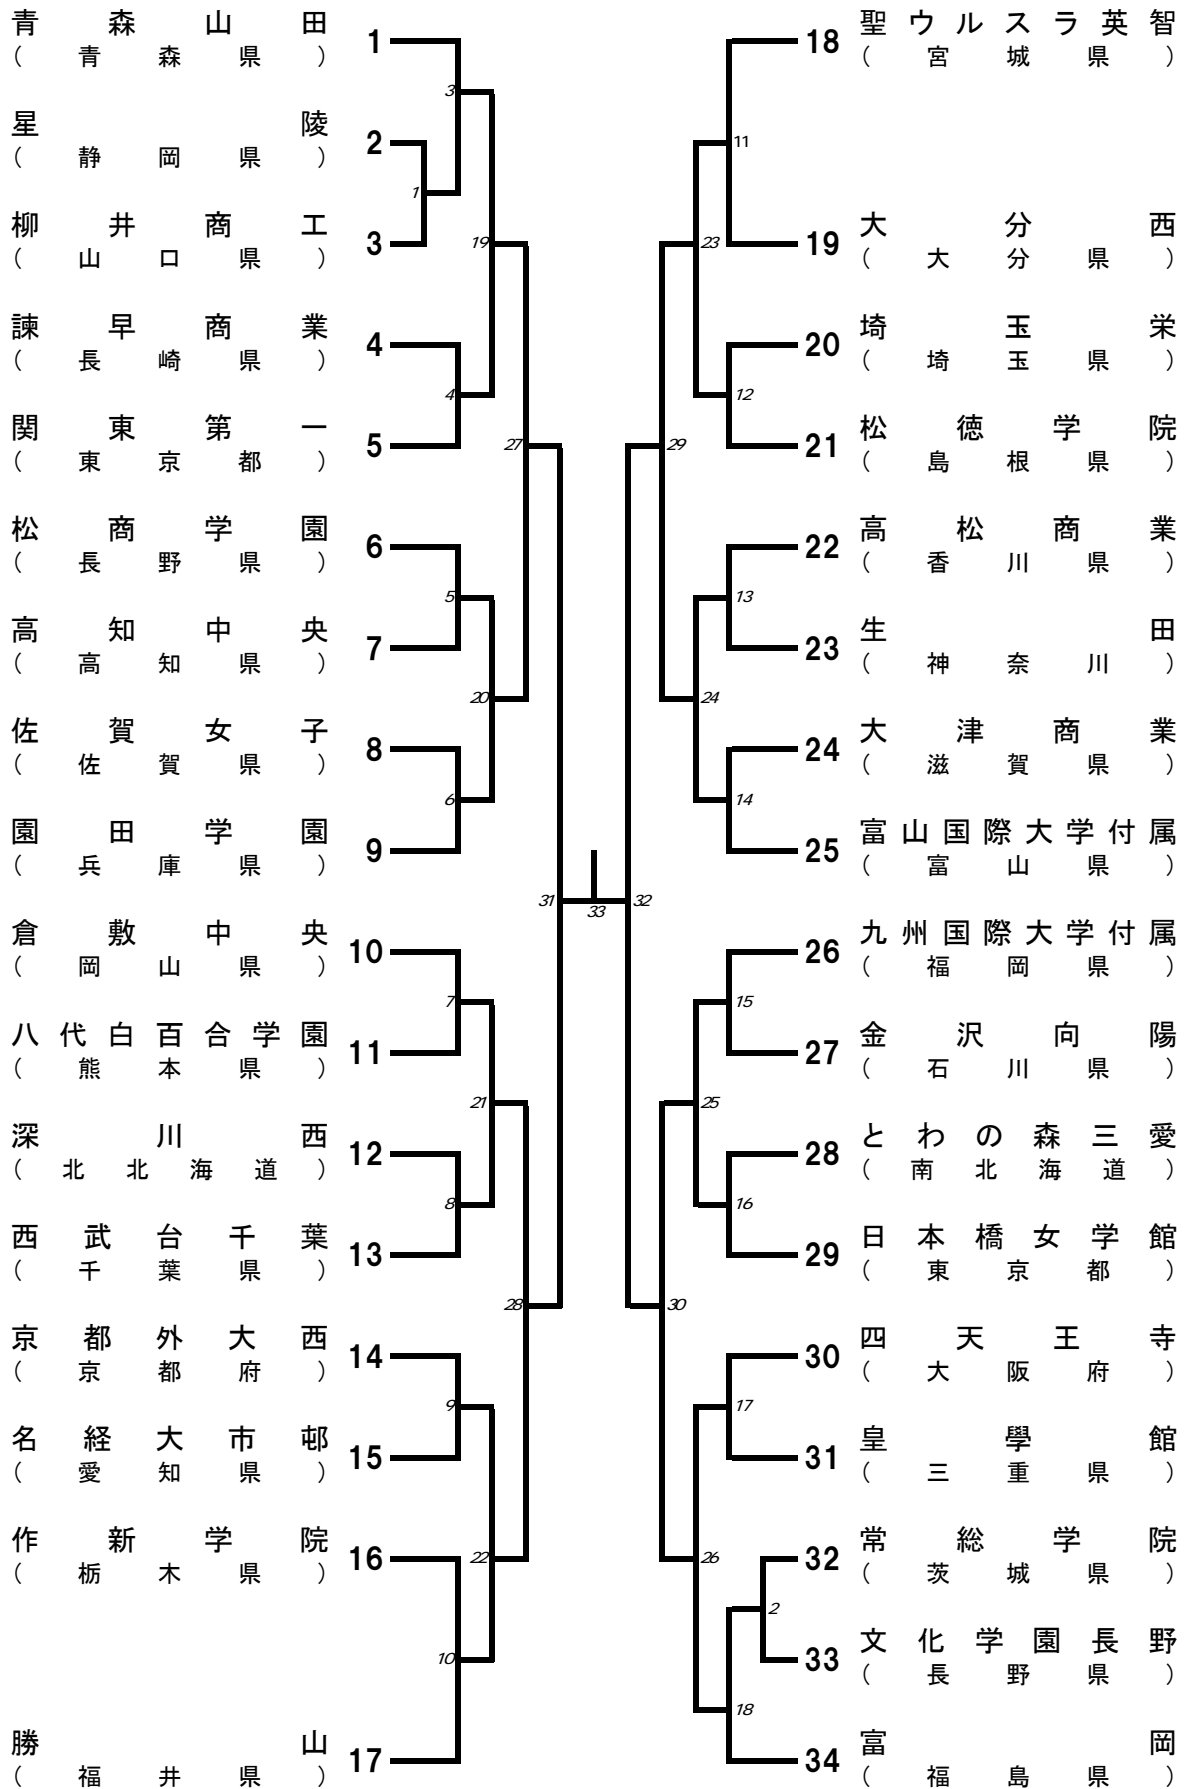 青森山田
(青森県)
1
星陵
(静岡県)
2
柳井商工
(山口県)
3
諫早商業
(長崎県)
4
関東第一
(東京都)
5
松商学園
(長野県)
6
高知中央
(高知県)
7
佐賀女子
(佐賀県)
8
園田学園
(兵庫県)
9
倉敷中央
(岡山県)
10
八代白百合学園
(熊本県)
11
深川西
(北北海道)
12
西武台千葉
(千葉県)
13
京都外大西
(京都府)
14
名経大市邨
(愛知県)
15
作新学院
(栃木県)
16
勝山
(福井県)
17
1
3
4
5
6
7
8
9
10
19
20
21
22
27
28
31
33
32
29
30
23
24
25
26
11
12
13
14
15
16
17
2
18
18
聖ウルスラ英智
(宮城県)
19
大分西
(大分県)
20
埼玉栄
(埼玉県)
21
松徳学院
(島根県)
22
高松商業
(香川県)
23
生田
(神奈川)
24
大津商業
(滋賀県)
25
富山国際大学付属
(富山県)
26
九州国際大学付属
(福岡県)
27
金沢向陽
(石川県)
28
とわの森三愛
(南北海道)
29
日本橋女学館
(東京都)
30
四天王寺
(大阪府)
31
皇學館
(三重県)
32
常総学院
(茨城県)
33
文化学園長野
(長野県)
34
富岡
(福島県)